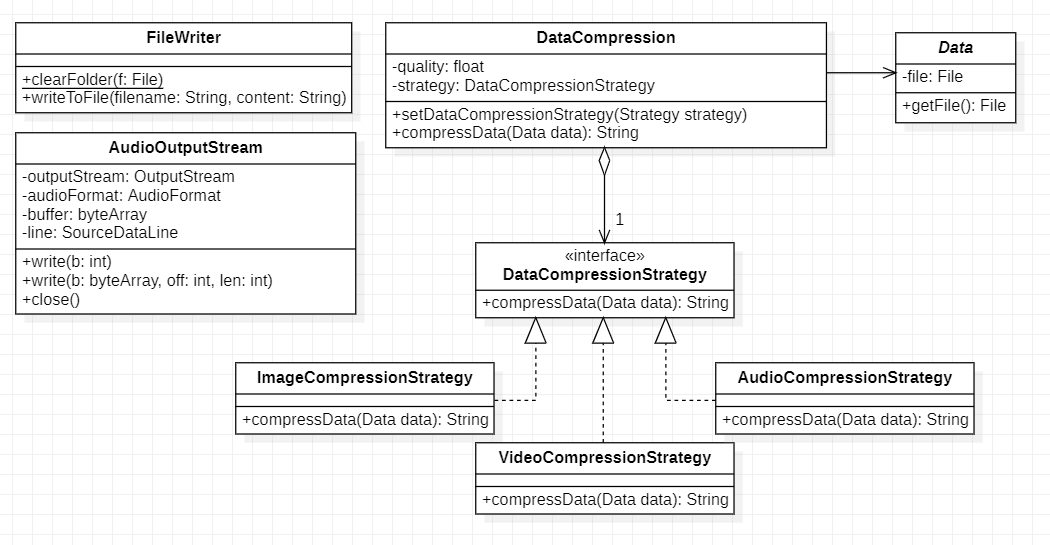 FileWriter
+clearFolder(f: File)
+writeToFile(filename: String, content: String)
DataCompression
-quality: float
-strategy: DataCompressionStrategy
+setDataCompressionStrategy(Strategy strategy)
+compressData(Data data): String
Data
-file: File
+getFile(): File
AudioOutputStream
-outputStream: OutputStream
-audioFormat: AudioFormat
-buffer: byteArray
-line: SourceDataLine
+write(b: int)
+write(b: byteArray, off: int, len: int)
+close()
1
«interface»
DataCompressionStrategy
+compressData(Data data): String
ImageCompressionStrategy
+compressData(Data data): String
AudioCompressionStrategy
+compressData(Data data): String
VideoCompressionStrategy
+compressData(Data data): String